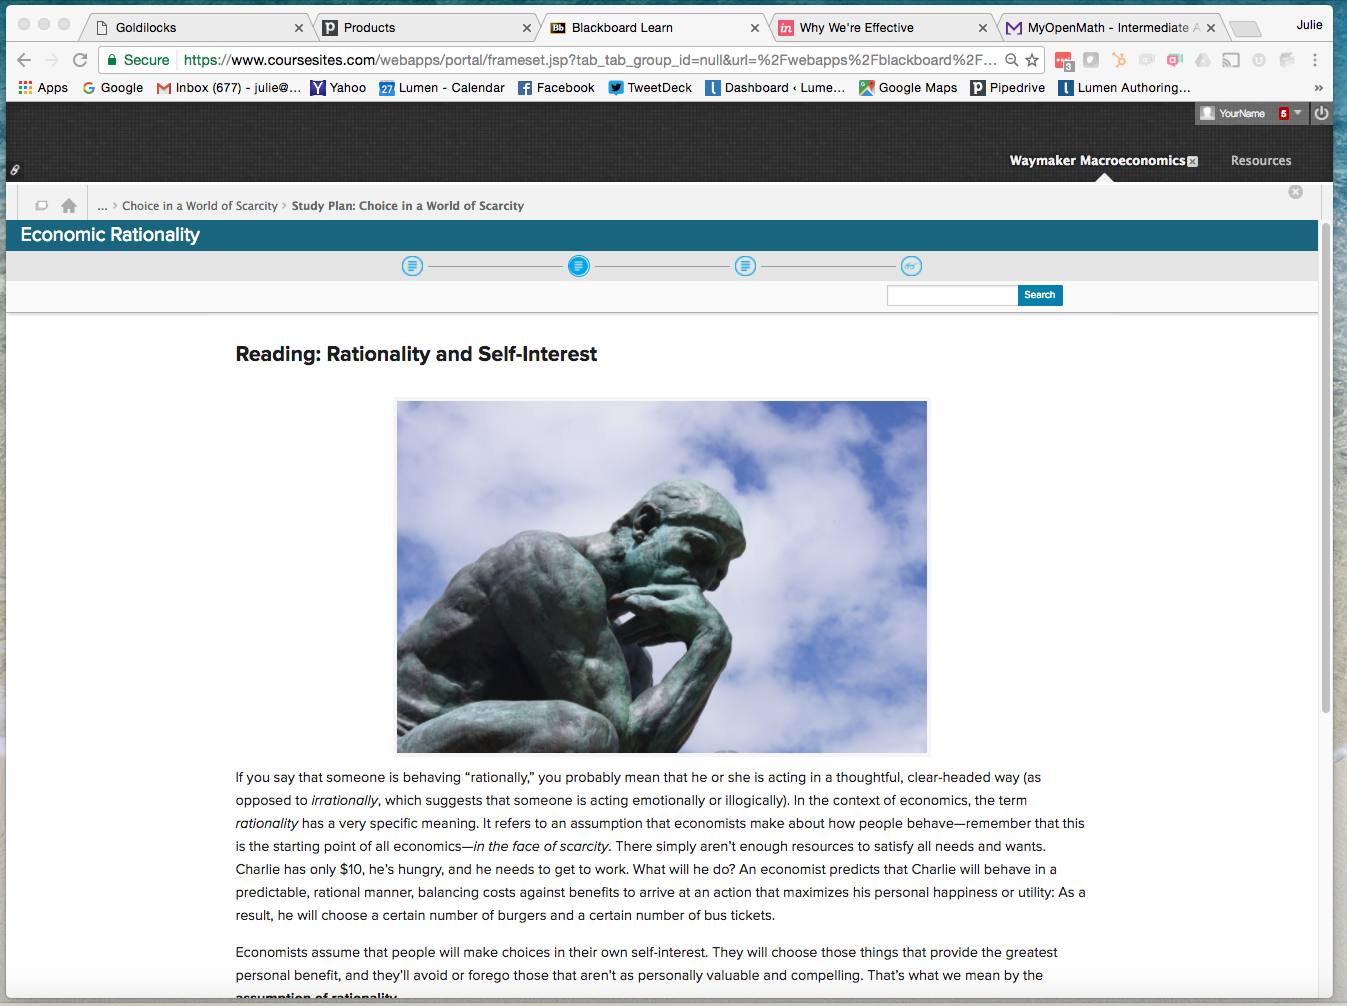 Goldilocks
Products
Bb Blackboard Learn
in Why We're Effective
MyOpenMath - Intermediate A
Julie
Secure https://www.coursesites.com/webapps/portal/frameset.jsp?tab_tab_group_id=null&url=%2Fwebapps%2Fblackboard%2F...
3
Apps Google Inbox (677) - julie@... Yahoo 27 Lumen - Calendar Facebook TweetDeck Dashboard ‹ Lume... Google Maps Pipedrive Lumen Authoring... »
YourName 5
Waymaker Macroeconomics Resources
... › Choice in a World of Scarcity › Study Plan: Choice in a World of Scarcity
Economic Rationality
Search
Reading: Rationality and Self-Interest
If you say that someone is behaving “rationally,” you probably mean that he or she is acting in a thoughtful, clear-headed way (as
opposed to irrationally, which suggests that someone is acting emotionally or illogically). In the context of economics, the term
rationality has a very specific meaning. It refers to an assumption that economists make about how people behave—remember that this
is the starting point of all economics—in the face of scarcity. There simply aren’t enough resources to satisfy all needs and wants.
Charlie has only $10, he’s hungry, and he needs to get to work. What will he do? An economist predicts that Charlie will behave in a
predictable, rational manner, balancing costs against benefits to arrive at an action that maximizes his personal happiness or utility: As a
result, he will choose a certain number of burgers and a certain number of bus tickets.
Economists assume that people will make choices in their own self-interest. They will choose those things that provide the greatest
personal benefit, and they’ll avoid or forego those that aren’t as personally valuable and compelling. That’s what we mean by the
assumption of rationality